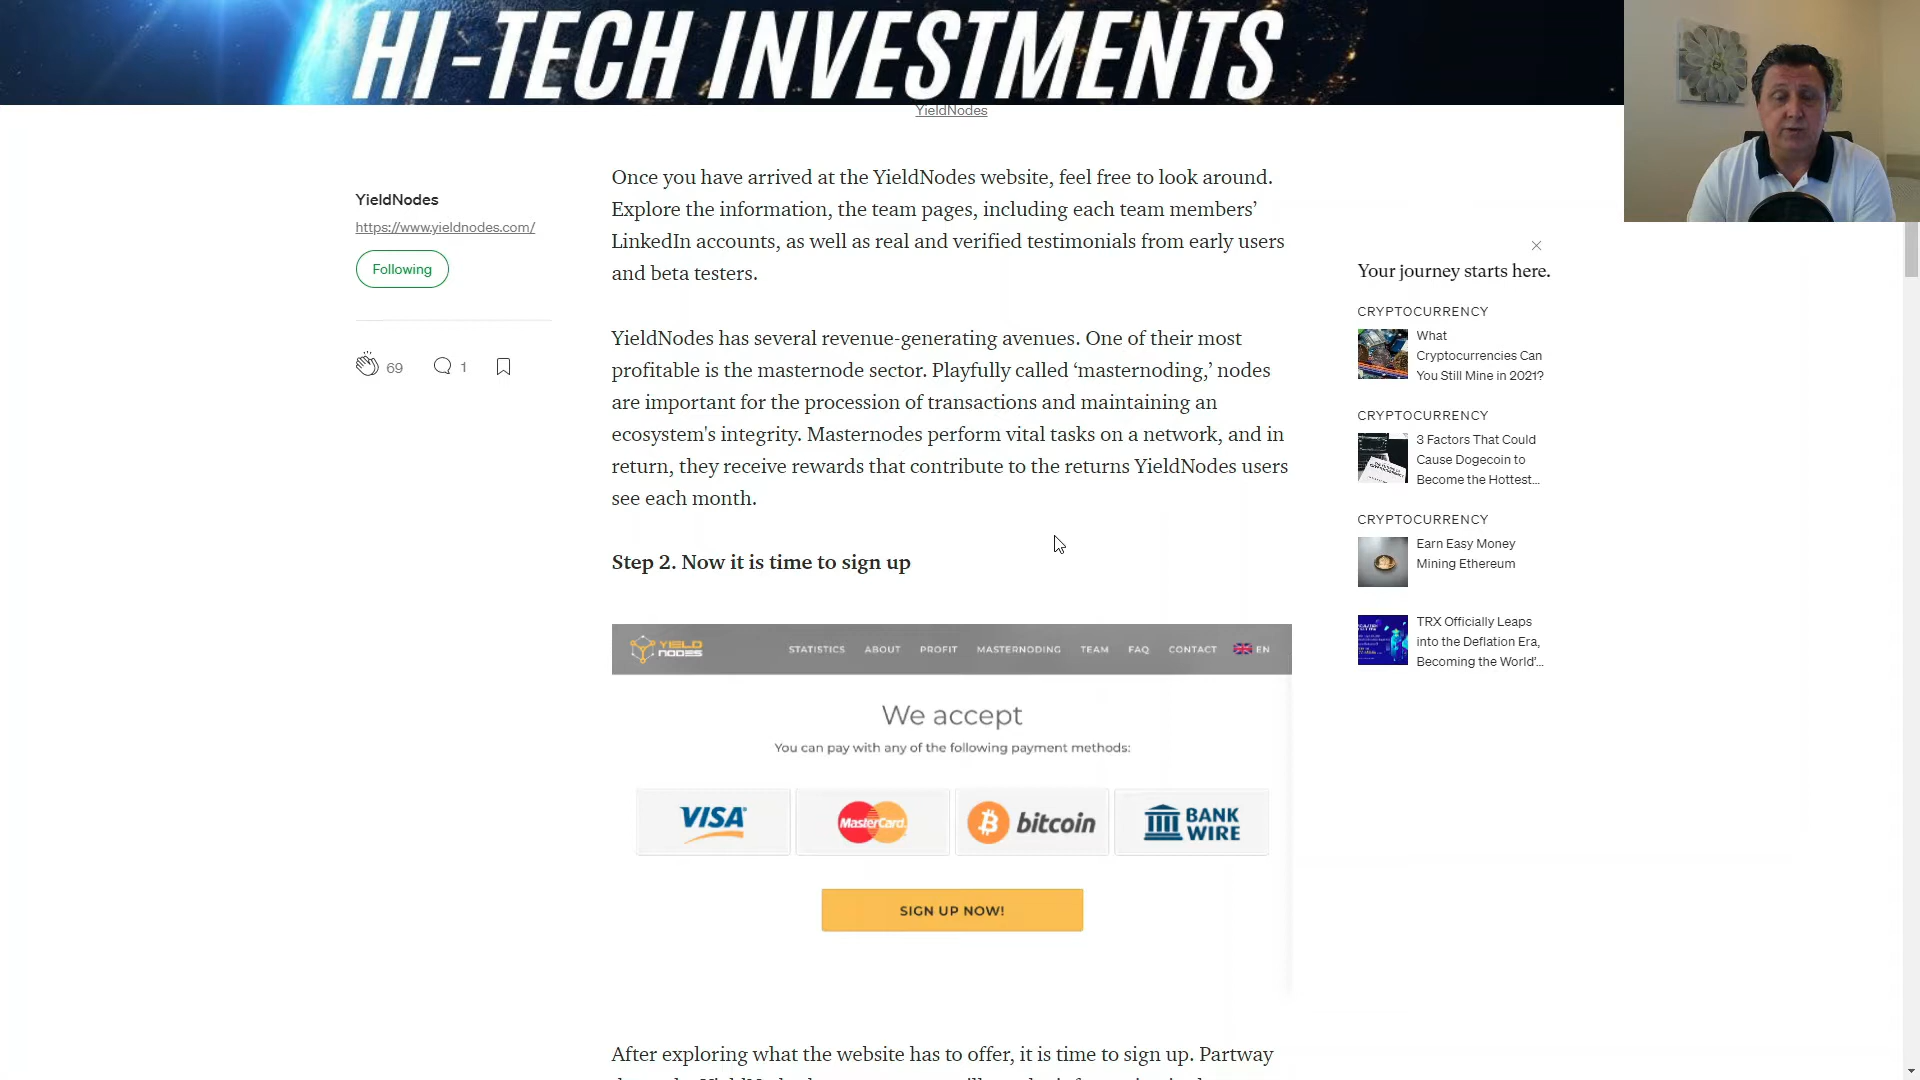 HI-TECH INVESTMENTS
YieldNodes
YieldNodes
https://www.yieldnodes.com/
Following
69
1
Once you have arrived at the YieldNodes website, feel free to look around.
Explore the information, the team pages, including each team members’
LinkedIn accounts, as well as real and verified testimonials from early users
and beta testers.
YieldNodes has several revenue-generating avenues. One of their most
profitable is the masternode sector. Playfully called ‘masternoding,’ nodes
are important for the procession of transactions and maintaining an
ecosystem's integrity. Masternodes perform vital tasks on a network, and in
return, they receive rewards that contribute to the returns YieldNodes users
see each month.
Step 2. Now it is time to sign up
YIELD
NODES
STATISTICS ABOUT PROFIT MASTERNODING TEAM FAQ CONTACT EN
We accept
You can pay with any of the following payment methods:
VISA
MasterCard
bitcoin
BANK
WIRE
SIGN UP NOW!
After exploring what the website has to offer, it is time to sign up. Partway
Your journey starts here.
CRYPTOCURRENCY
What
Cryptocurrencies Can
You Still Mine in 2021?
CRYPTOCURRENCY
3 Factors That Could
Cause Dogecoin to
Become the Hottest...
CRYPTOCURRENCY
Earn Easy Money
Mining Ethereum
TRX Officially Leaps
into the Deflation Era,
Becoming the World’...